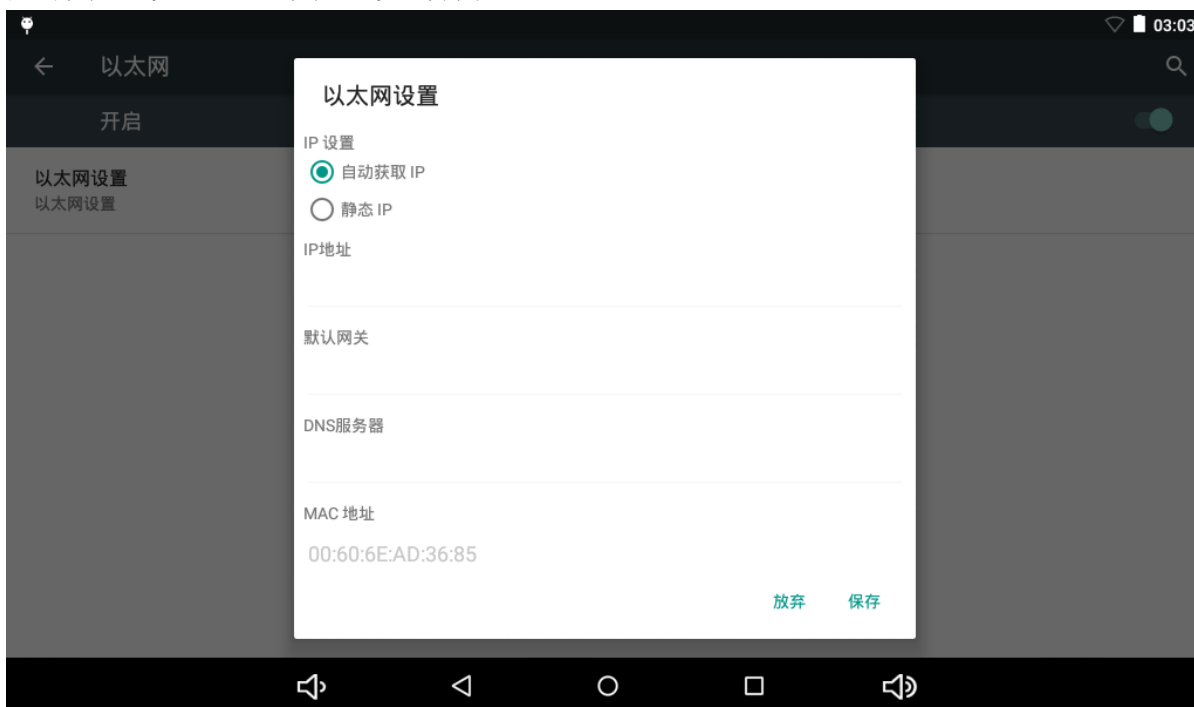 03:03
以太网
开启
以太网设置
以太网设置
以太网设置
IP 设置
自动获取 IP
静态 IP
IP地址
默认网关
DNS服务器
MAC 地址
00:60:6E:AD:36:85
放弃 保存